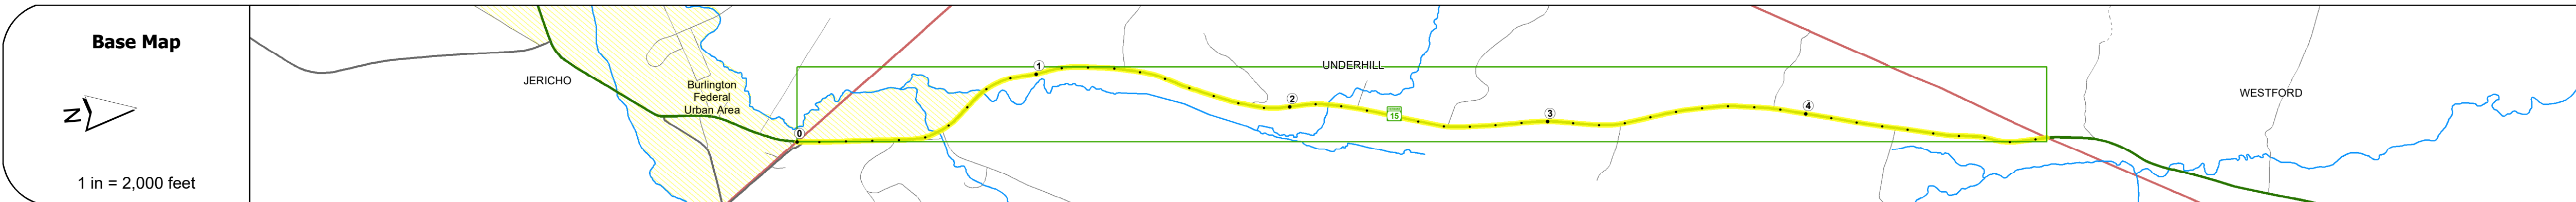 Base Map
N
1 in = 2,000 feet
JERICHO
Burlington
Federal
Urban Area
0
1
UNDERHILL
2
15
3
4
WESTFORD